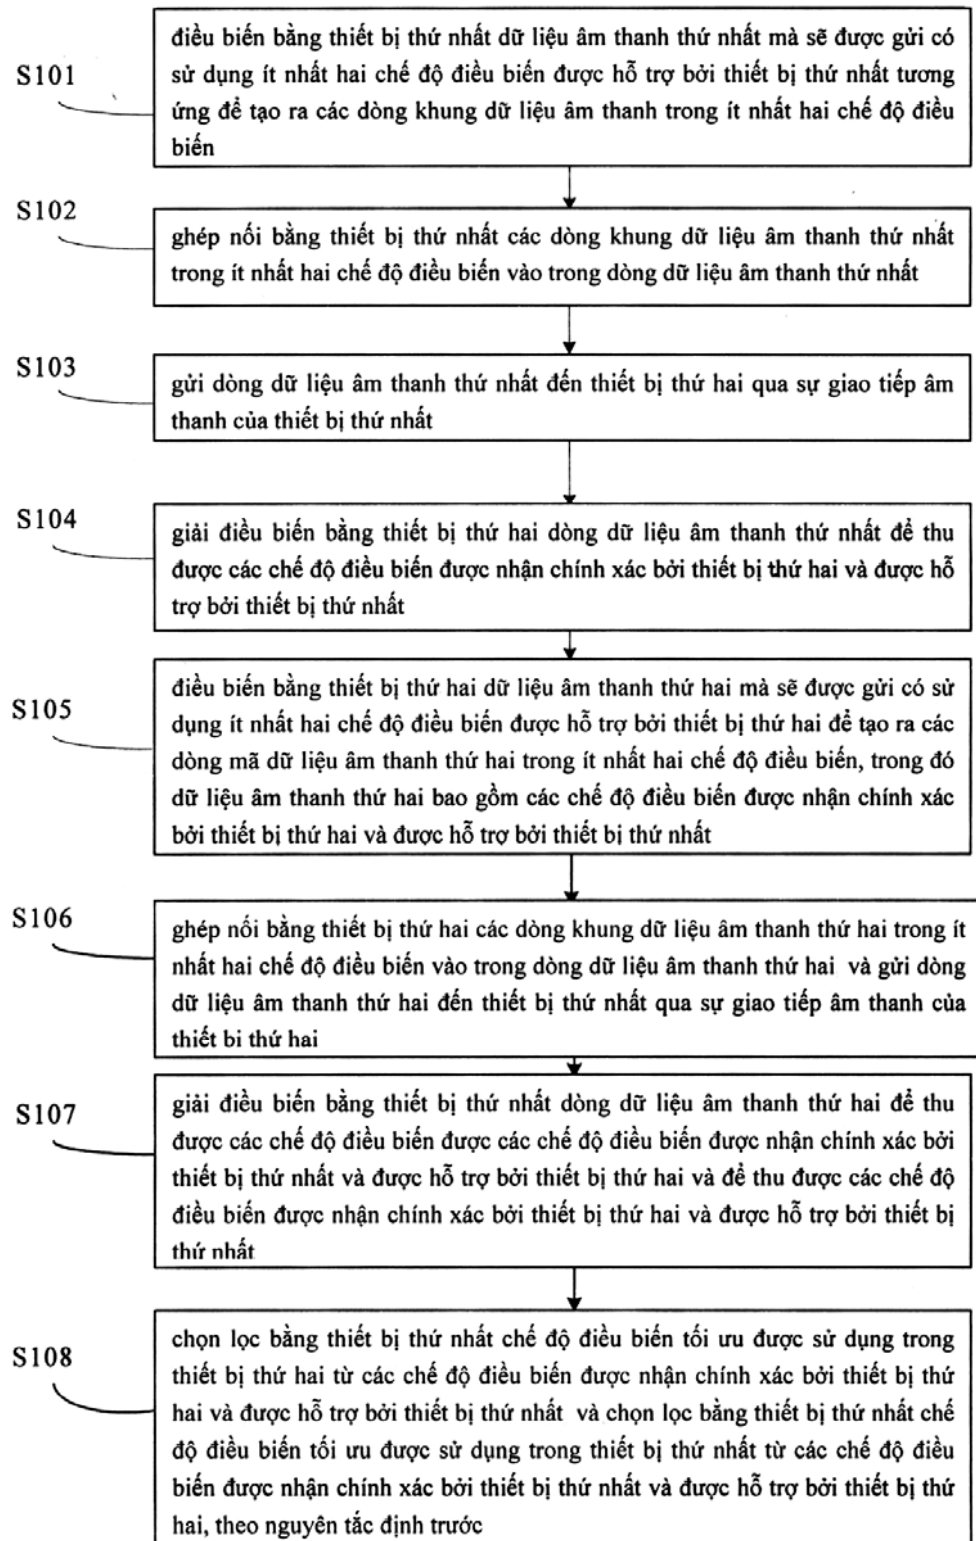 S101
điều biến bằng thiết bị thứ nhất dữ liệu âm thanh thứ nhất mà sẽ được gửi có
sử dụng ít nhất hai chế độ điều biến được hỗ trợ bởi thiết bị thứ nhất tương
ứng để tạo ra các dòng khung dữ liệu âm thanh trong ít nhất hai chế độ điều
biến
S102
ghép nối bằng thiết bị thứ nhất các dòng khung dữ liệu âm thanh thứ nhất
trong ít nhất hai chế độ điều biến vào trong dòng dữ liệu âm thanh thứ nhất
S103
gửi dòng dữ liệu âm thanh thứ nhất đến thiết bị thứ hai qua sự giao tiếp âm
thanh của thiết bị thứ nhất
S104
giải điều biến bằng thiết bị thứ hai dòng dữ liệu âm thanh thứ nhất để thu
được các chế độ điều biến được nhận chính xác bởi thiết bị thứ hai và được hỗ
trợ bởi thiết bị thứ nhất
S105
điều biến bằng thiết bị thứ hai dữ liệu âm thanh thứ hai mà sẽ được gửi có sử
dụng ít nhất hai chế độ điều biến được hỗ trợ bởi thiết bị thứ hai để tạo ra các
dòng mã dữ liệu âm thanh thứ hai trong ít nhất hai chế độ điều biến, trong đó
dữ liệu âm thanh thứ hai bao gồm các chế độ điều biến được nhận chính xác
bởi thiết bị thứ hai và được hỗ trợ bởi thiết bị thứ nhất
S106
ghép nối bằng thiết bị thứ hai các dòng khung dữ liệu âm thanh thứ hai trong ít
nhất hai chế độ điều biến vào trong dòng dữ liệu âm thanh thứ hai và gửi dòng
dữ liệu âm thanh thứ hai đến thiết bị thứ nhất qua sự giao tiếp âm thanh của
thiết bi thứ hai
S107
giải điều biến bằng thiết bị thứ nhất dòng dữ liệu âm thanh thứ hai để thu
được các chế độ điều biến được các chế độ điều biến được nhận chính xác bởi
thiết bị thứ nhất và được hỗ trợ bởi thiết bị thứ hai và để thu được các chế độ
điều biến được nhận chính xác bởi thiết bị thứ hai và được hỗ trợ bởi thiết bị
thứ nhất
S108
chọn lọc bằng thiết bị thứ nhất chế độ điều biến tối ưu được sử dụng trong
thiết bị thứ hai từ các chế độ điều biến được nhận chính xác bởi thiết bị thứ
hai và được hỗ trợ bởi thiết bị thứ nhất và chọn lọc bằng thiết bị thứ nhất chế
độ điều biến tối ưu được sử dụng trong thiết bị thứ nhất từ các chế độ điều
biến được nhận chính xác bởi thiết bị thứ nhất và được hỗ trợ bởi thiết bị thứ
hai, theo nguyên tắc định trước